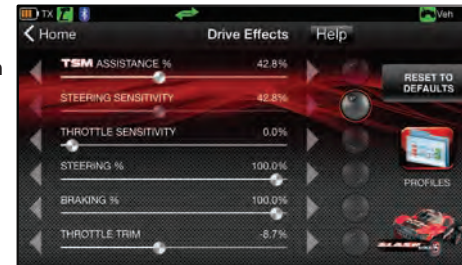 TX Veh
Home Drive Effects Help
TSM ASSISTANCE % 42.8%
RESET TO
DEFAULTS
STEERING SENSITIVITY 42.8%
THROTTLE SENSITIVITY 0.0%
STEERING % 100.0%
PROFILES
BRAKING % 100.0%
THROTTLE TRIM -8.7%
SLASH